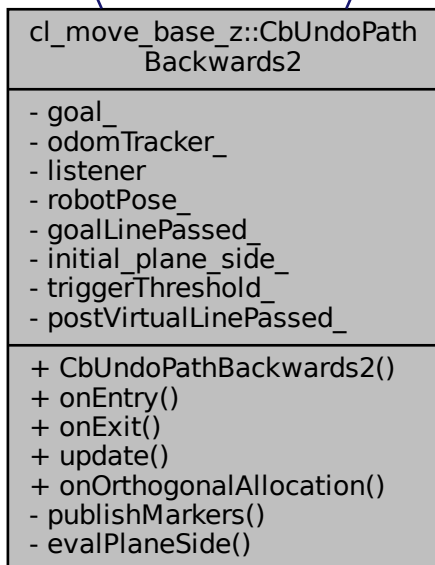 cl_move_base_z::CbUndoPath
Backwards2
- goal_
- odomTracker_
- listener
- robotPose_
- goalLinePassed_
- initial_plane_side_
- triggerThreshold_
- postVirtualLinePassed_
+ CbUndoPathBackwards2()
+ onEntry()
+ onExit()
+ update()
+ onOrthogonalAllocation()
- publishMarkers()
- evalPlaneSide()